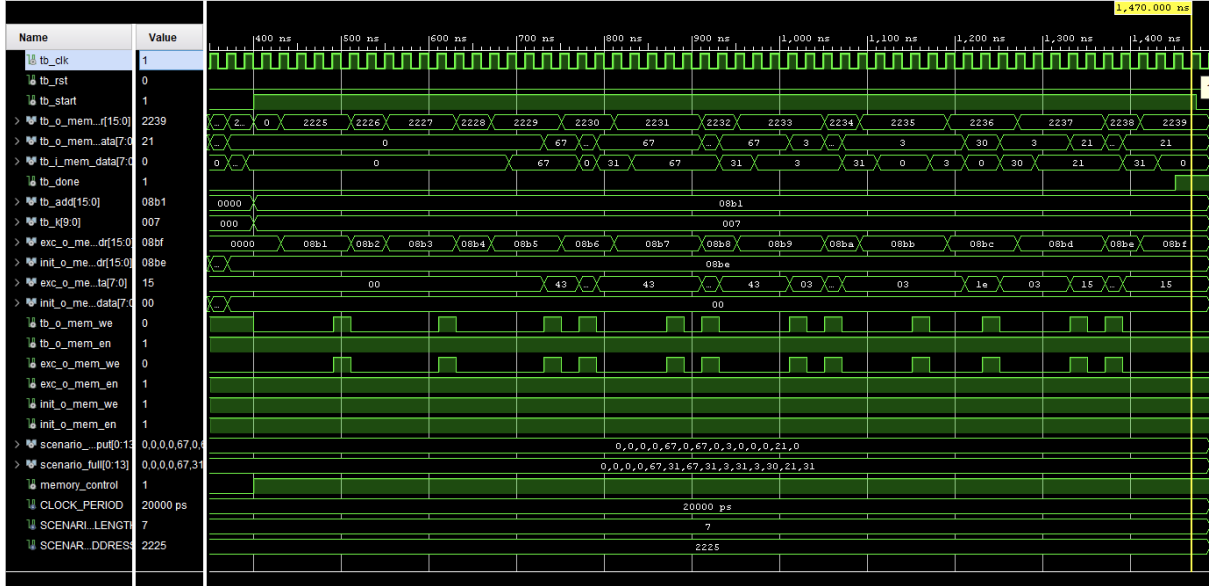 1,470.000 ns
Name Value 400 ns 500 ns 600 ns 700 ns 800 ns 900 ns 1,000 ns 1,100 ns 1,200 ns 1,300 ns 1,400 ns
tb_clk 1
tb_rst 0
tb_start 1
tb_o_mem...r[15:0] 2239 ... 2... 0 2225 2226 2227 2228 2229 2230 2231 2232 2233 2234 2235 2236 2237 2238 2239
tb_o_mem...ata[7:0 21 ... 0 67 ... 67 ... 67 3 ... 3 30 3 21 ... 21
tb_i_mem_data[7:0 0 0 ... 0 67 0 31 67 31 3 31 0 3 0 30 21 31 0
tb_done 1
tb_add[15:0] 08b1 0000 08b1
tb_k[9:0] 007 000 007
exc_o_me...dr[15:0 08bf 0000 08b1 08b2 08b3 08b4 08b5 08b6 08b7 08b8 08b9 08ba 08bb 08bc 08bd 08be 08bf
init_o_me...dr[15:0] 08be ... 08be
exc_o_me...ta[7:0] 15 00 43 ... 43 ... 43 03 ... 03 1e 03 15 ... 15
init_o_me...data[7:0 00 ... 00
tb_o_mem_we 0
tb_o_mem_en 1
exc_o_mem_we 0
exc_o_mem_en 1
init_o_mem_we 1
init_o_mem_en 1
scenario_...put[0:13 0,0,0,0,67,0,6 0,0,0,0,67,0,67,0,3,0,0,0,21,0
scenario_full[0:13] 0,0,0,0,67,31 0,0,0,0,67,31,67,31,3,31,3,30,21,31
memory_control 1
CLOCK_PERIOD 20000 ps 20000 ps
SCENARI...LENGTH 7 7
SCENAR...DDRESS 2225 2225